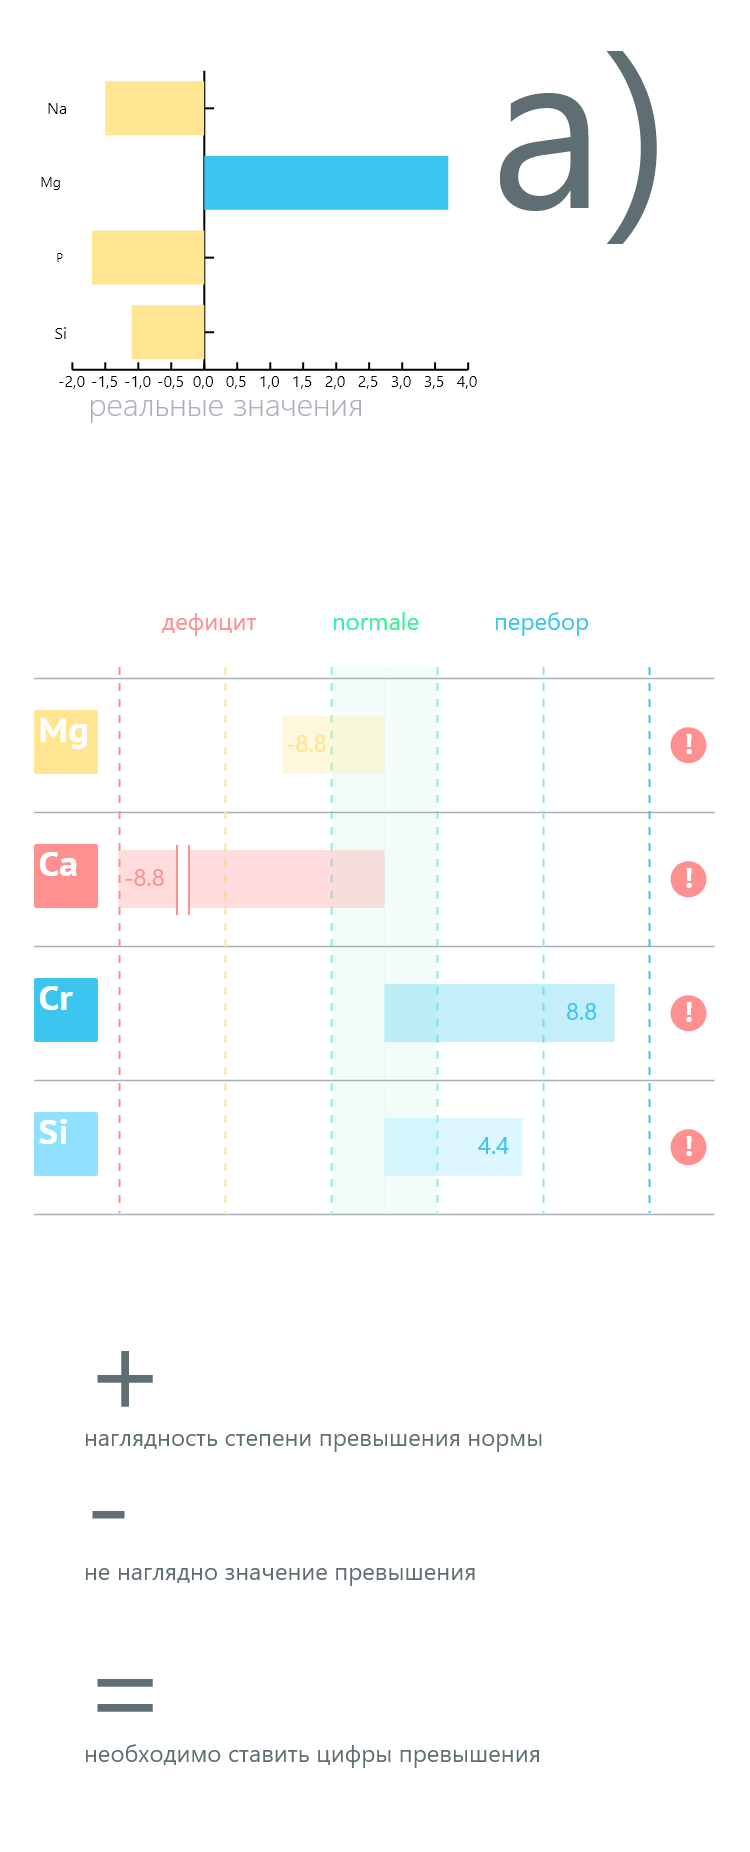 a)
Na
Mg
P
Si
-2,0 -1,5 -1,0 -0,5 0,0 0,5 1,0 1,5 2,0 2,5 3,0 3,5 4,0
реальные значения
дефицит normale перебор
Mg -8.8 !
Ca -8.8 !
Cr 8.8 !
Si 4.4 !
+
наглядность степени превышения нормы
-
не наглядно значение превышения
=
необходимо ставить цифры превышения